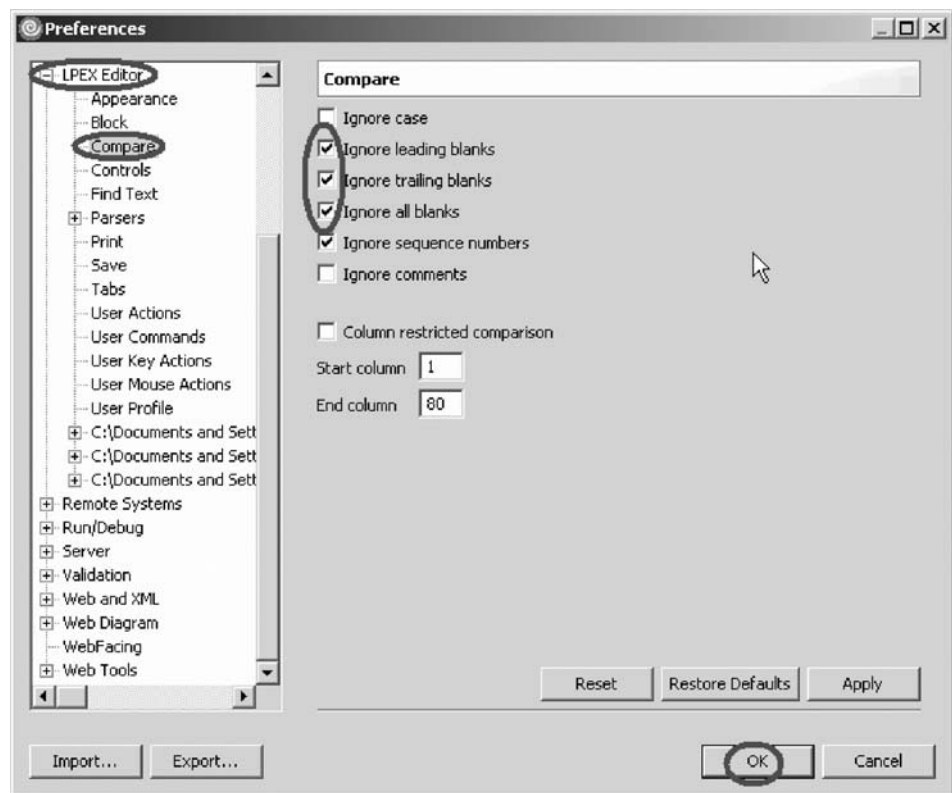 Preferences
LPEX Editor
Appearance
Block
Compare
Controls
Find Text
Parsers
Print
Save
Tabs
User Actions
User Commands
User Key Actions
User Mouse Actions
User Profile
C:\Documents and Sett
C:\Documents and Sett
C:\Documents and Sett
Remote Systems
Run/Debug
Server
Validation
Web and XML
Web Diagram
WebFacing
Web Tools
Compare
Ignore case
Ignore leading blanks
Ignore trailing blanks
Ignore all blanks
Ignore sequence numbers
Ignore comments
Column restricted comparison
Start column 1
End column 80
Reset Restore Defaults Apply
Import... Export... OK Cancel